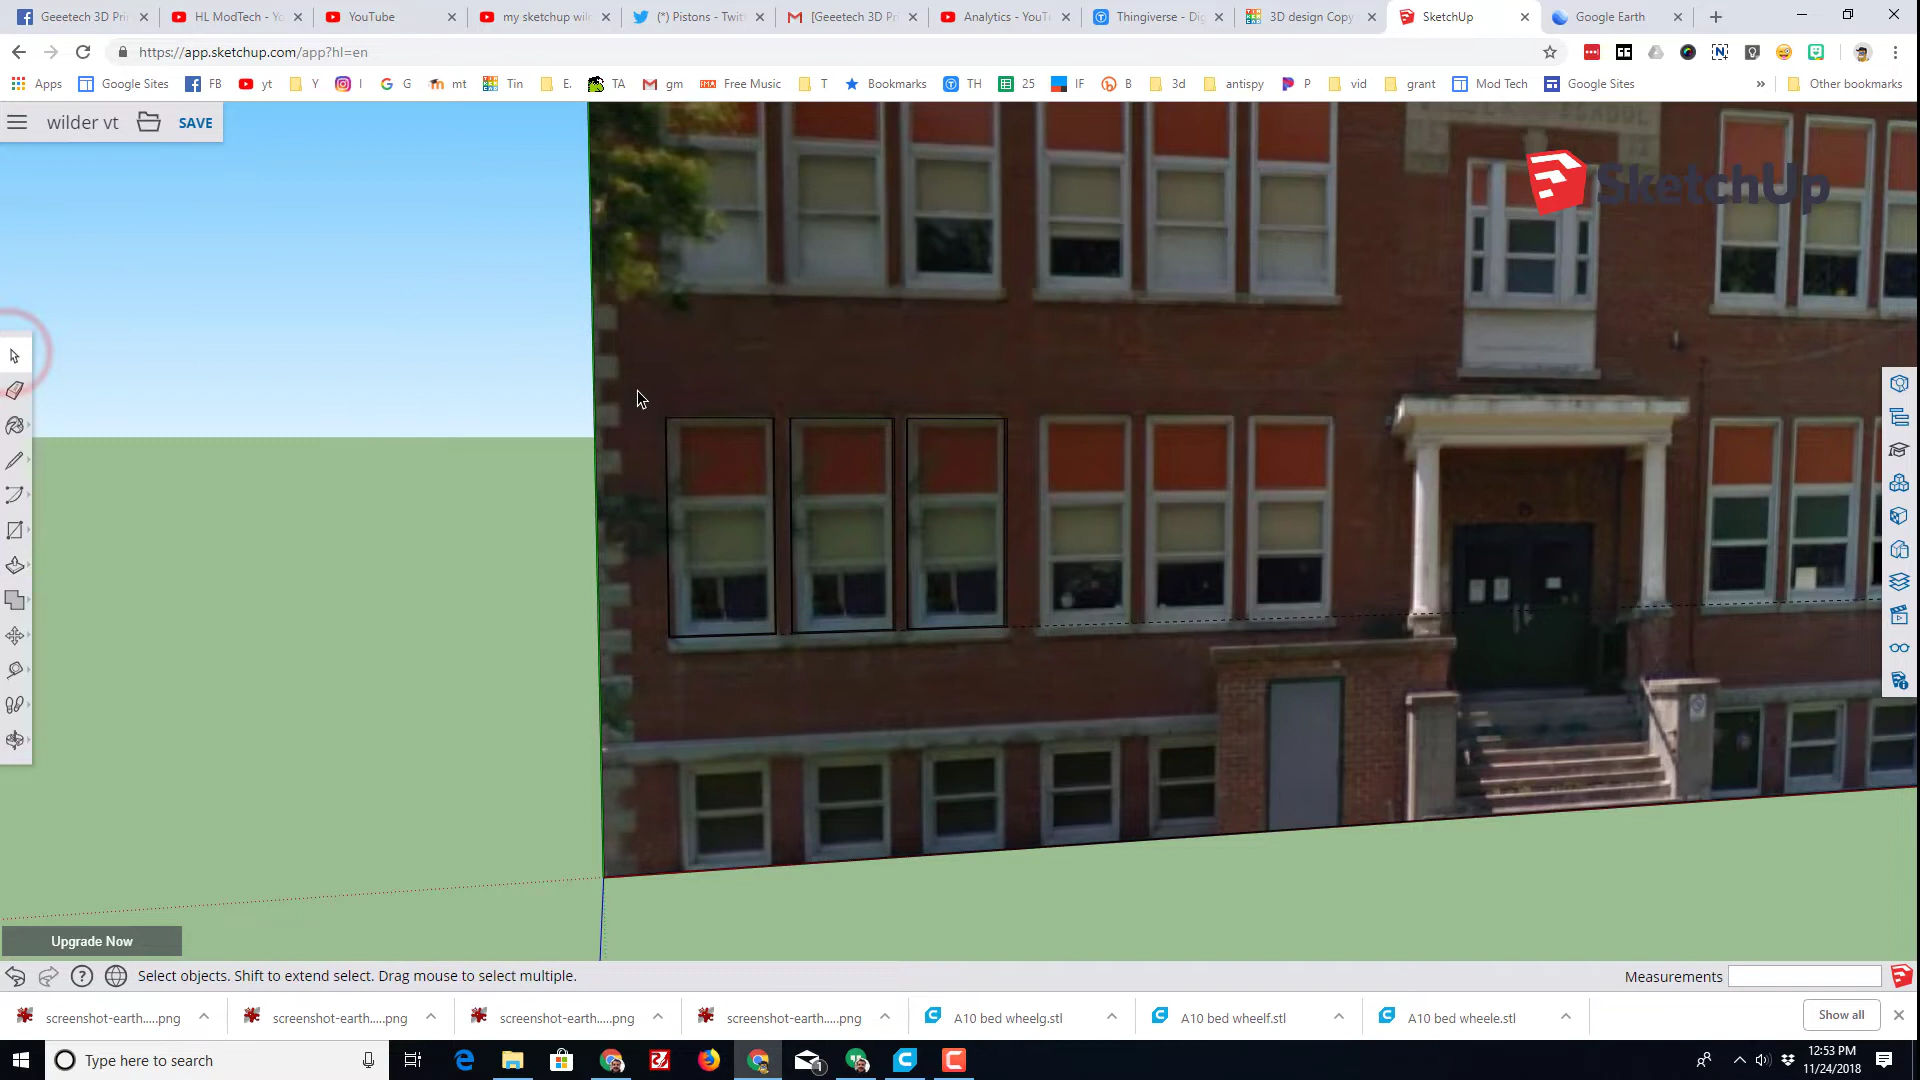 Geeetech 3D Pri
HL ModTech - Yo
YouTube
my sketchup wil
(*) Pistons - Twit
[Geeetech 3D Pr
Analytics - YouT
Thingiverse - Dig
3D design Copy
SketchUp
Google Earth
https://app.sketchup.com/app?hl=en
Apps
Google Sites
FB
yt
Y
I
G
mt
Tin
E.
TA
gm
Free Music
T
Bookmarks
TH
25
IF
B
3d
antispy
P
vid
grant
Mod Tech
Google Sites
»
Other bookmarks
wilder vt
SAVE
SketchUp
Upgrade Now
Select objects. Shift to extend select. Drag mouse to select multiple.
Measurements
screenshot-earth.....png
screenshot-earth.....png
screenshot-earth.....png
screenshot-earth.....png
A10 bed wheelg.stl
A10 bed wheelf.stl
A10 bed wheele.stl
Show all
Type here to search
12:53 PM
11/24/2018